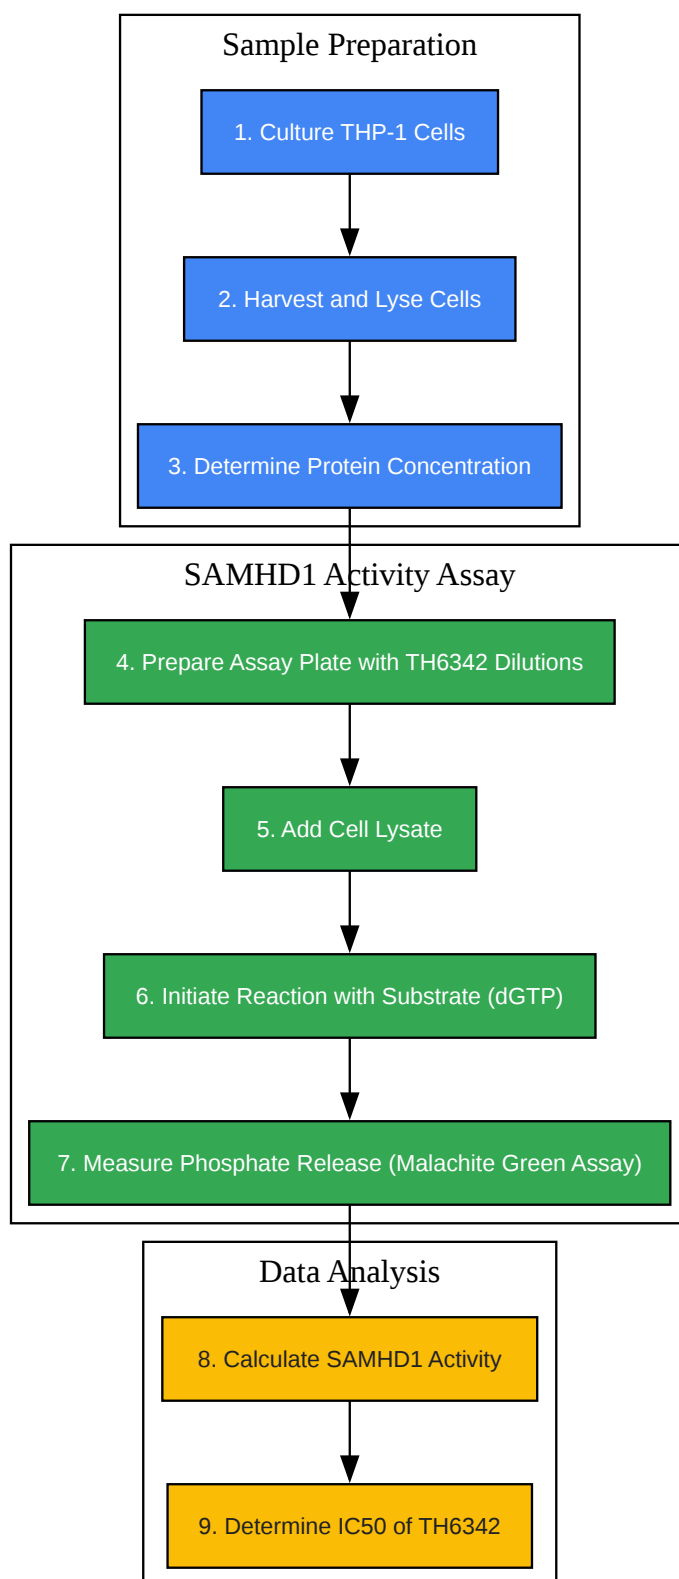 Sample Preparation
1. Culture THP-1 Cells
2. Harvest and Lyse Cells
3. Determine Protein Concentration
SAMHD1 Activity Assay
4. Prepare Assay Plate with TH6342 Dilutions
5. Add Cell Lysate
6. Initiate Reaction with Substrate (dGTP)
7. Measure Phosphate Release (Malachite Green Assay)
Data Analysis
8. Calculate SAMHD1 Activity
9. Determine IC50 of TH6342